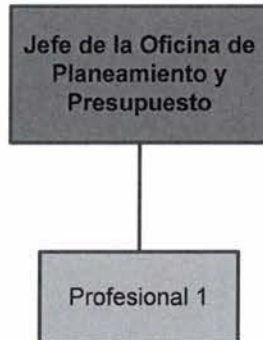 Jefe de la Oficina de
Planeamiento y
Presupuesto
Profesional 1